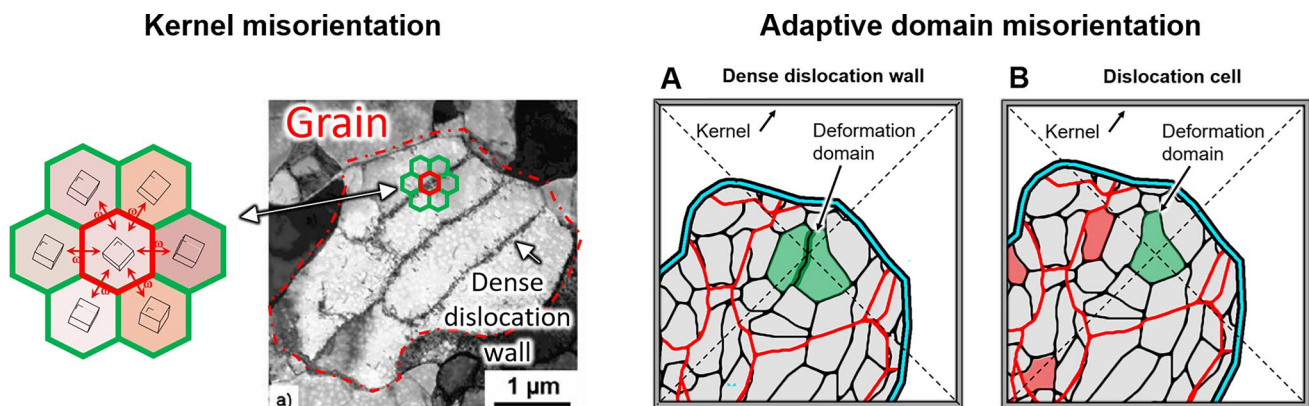 Kernel misorientation
Adaptive domain misorientation
ω
ω
ω
ω
ω
ω
Grain
Dense
dislocation
wall
a)
1 μm
A
Dense dislocation wall
Kernel
Deformation
domain
B
Dislocation cell
Kernel
Deformation
domain